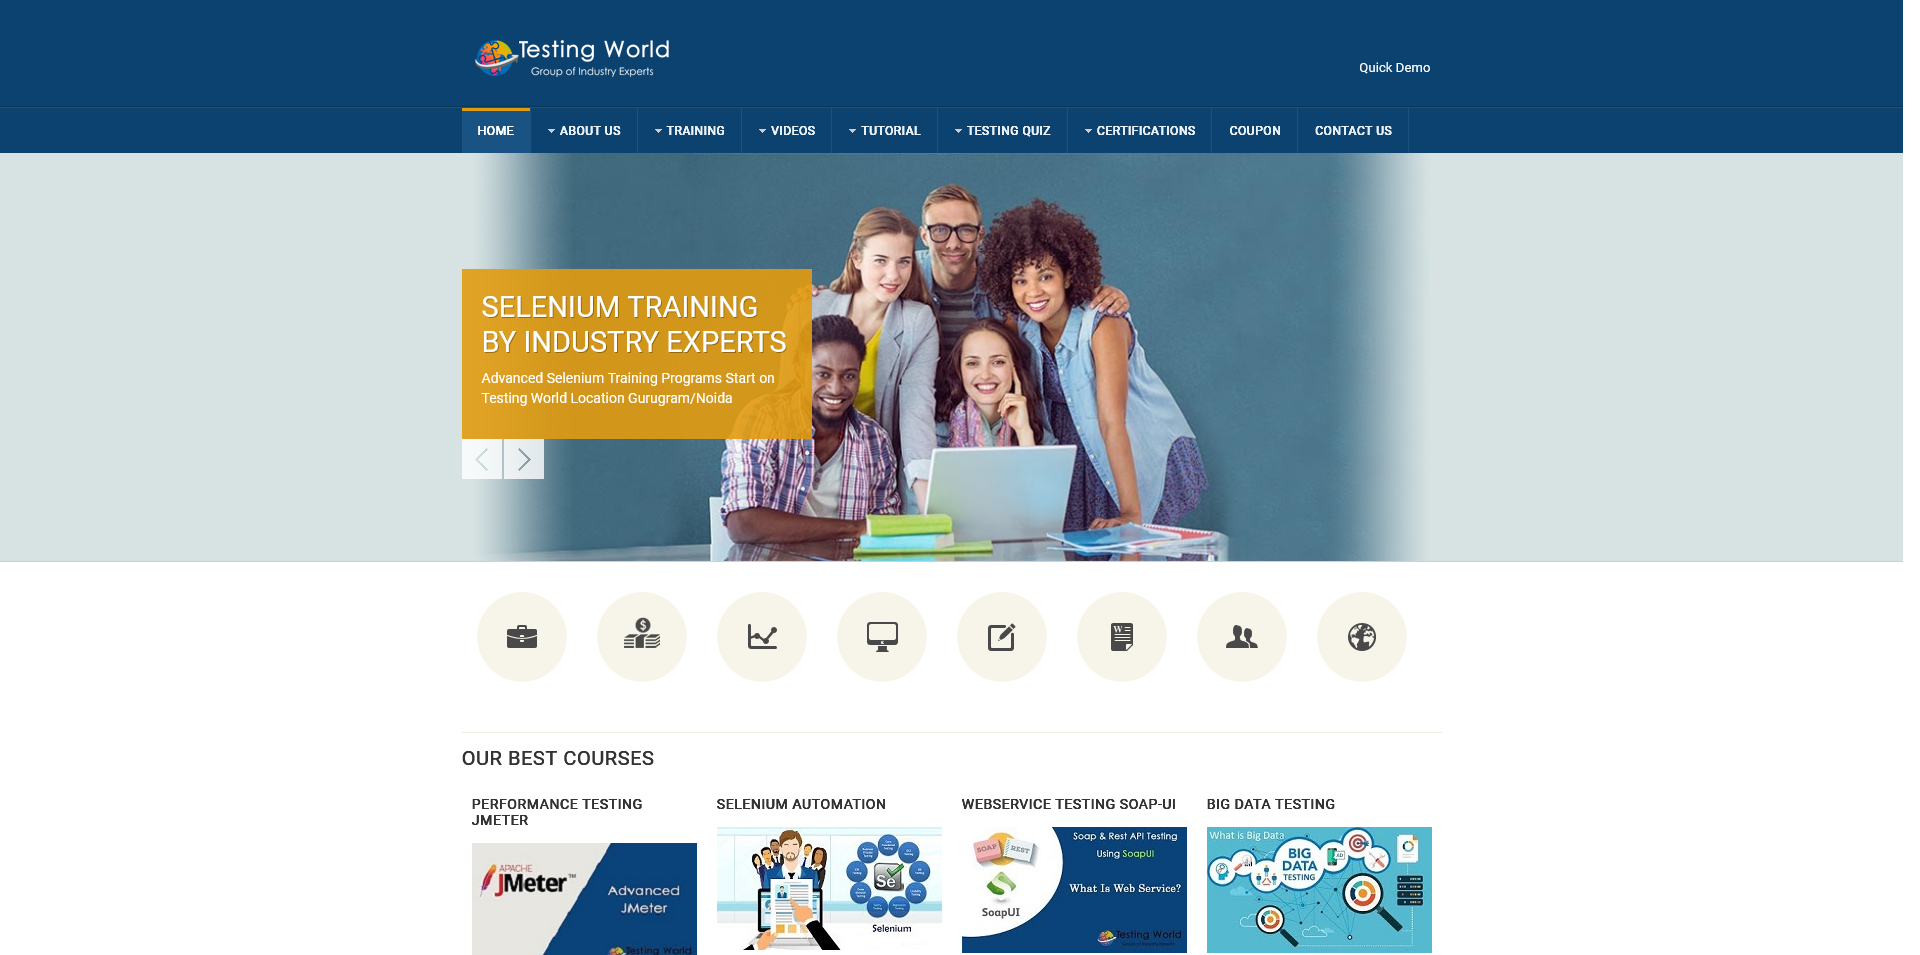 Testing World
Group of Industry Experts
Quick Demo
HOME
ABOUT US
TRAINING
VIDEOS
TUTORIAL
TESTING QUIZ
CERTIFICATIONS
COUPON
CONTACT US
SELENIUM TRAINING
BY INDUSTRY EXPERTS
Advanced Selenium Training Programs Start on
Testing World Location Gurugram/Noida
$
W
OUR BEST COURSES
PERFORMANCE TESTING
JMETER
SELENIUM AUTOMATION
WEBSERVICE TESTING SOAP-UI
BIG DATA TESTING
APACHE
JMeter™
Advanced
JMeter
Testing World
Se
Selenium
SOAP
REST
SoapUI
Soap & Rest API Testing
Using SoapUI
What Is Web Service?
Testing World
What is Big Data
BIG
DATA
TESTING
AD